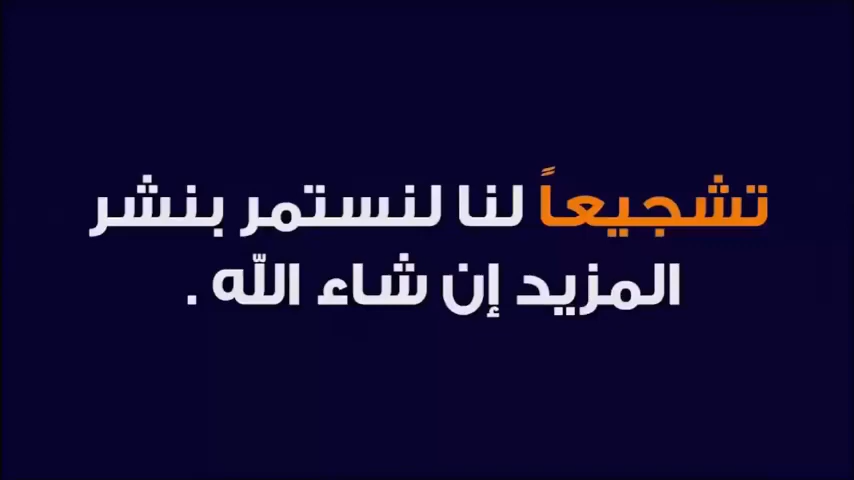 تشجيعاً لنا لنستمر بنشر
المزيد إن شاء الله .